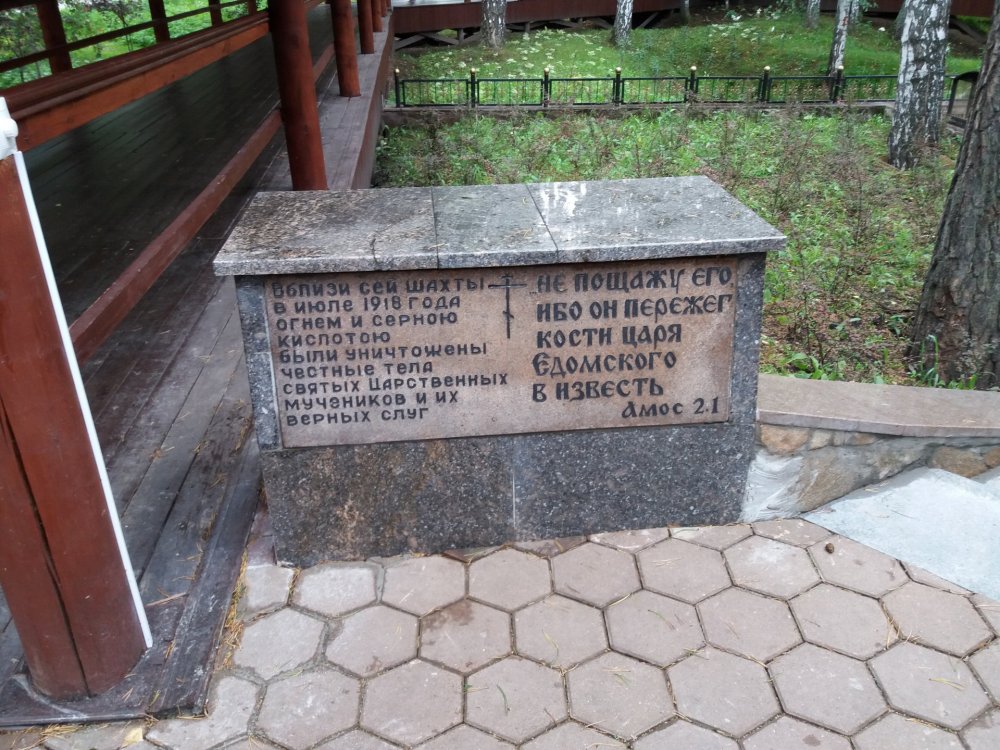 Вблизи сей шахты
в июле 1918 года
огнем и серною
кислотою
были уничтожены
честные тела
святых Царственных
мучеников и их
верных слуг
„не пощажу его,
ибо он пережег
кости царя
Едомского
в известь
Амос 2.1